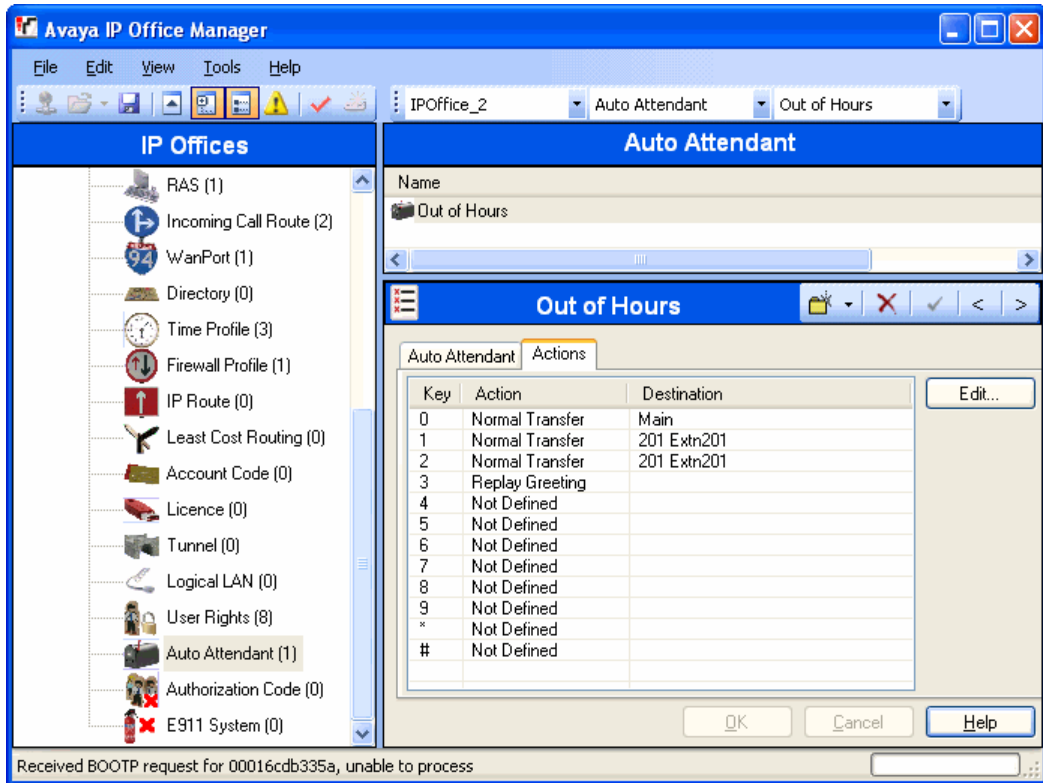 Avaya IP Office Manager
File Edit View Tools Help
IPOffice_2 Auto Attendant Out of Hours
IP Offices
RAS (1)
Incoming Call Route (2)
94
WanPort (1)
Directory (0)
Time Profile (3)
Firewall Profile (1)
IP Route (0)
Least Cost Routing (0)
Account Code (0)
Licence (0)
Tunnel (0)
Logical LAN (0)
User Rights (8)
Auto Attendant (1)
Authorization Code (0)
E911 System (0)
Auto Attendant
Name
Out of Hours
Out of Hours
< >
Auto Attendant Actions
Key Action Destination
0 Normal Transfer Main
1 Normal Transfer 201 Extn201
2 Normal Transfer 201 Extn201
3 Replay Greeting
4 Not Defined
5 Not Defined
6 Not Defined
7 Not Defined
8 Not Defined
9 Not Defined
* Not Defined
# Not Defined
Edit...
OK Cancel Help
Received BOOTP request for 00016cdb335a, unable to process